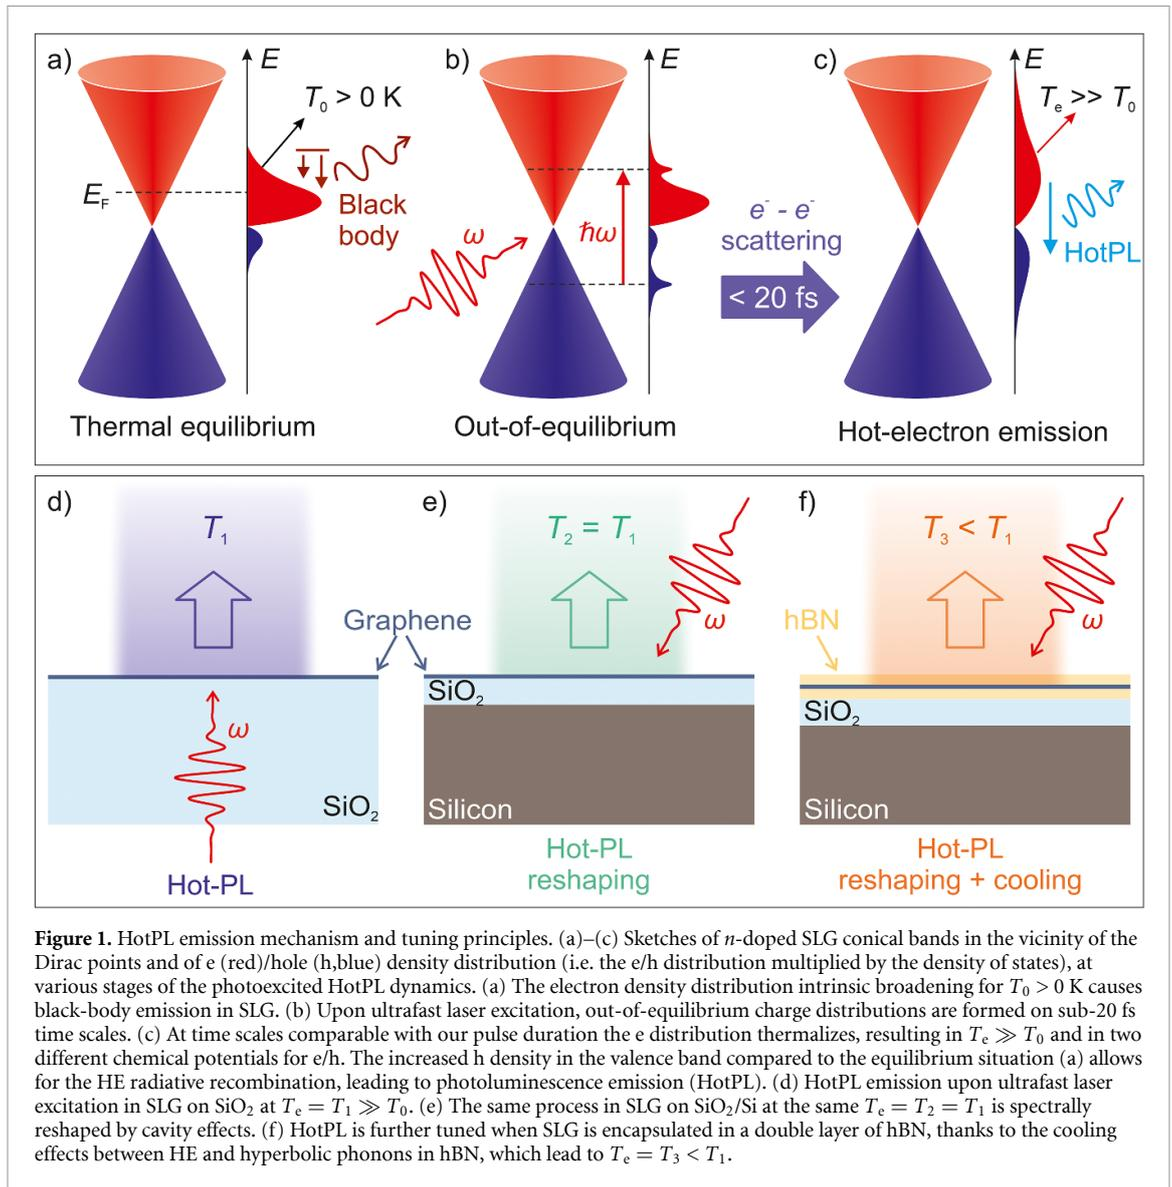 a)
E
T0 > 0 K
EF
Black
body
Thermal equilibrium
b)
E
ω
ħω
e- - e-
scattering
< 20 fs
Out-of-equilibrium
c)
E
Te >> T0
HotPL
Hot-electron emission
d)
T1
Graphene
ω
SiO2
Hot-PL
e)
T2 = T1
ω
SiO2
Silicon
Hot-PL
reshaping
f)
T3 < T1
hBN
ω
SiO2
Silicon
Hot-PL
reshaping + cooling
Figure 1. HotPL emission mechanism and tuning principles. (a)–(c) Sketches of n-doped SLG conical bands in the vicinity of the
Dirac points and of e (red)/hole (h,blue) density distribution (i.e. the e/h distribution multiplied by the density of states), at
various stages of the photoexcited HotPL dynamics. (a) The electron density distribution intrinsic broadening for T0 > 0 K causes
black-body emission in SLG. (b) Upon ultrafast laser excitation, out-of-equilibrium charge distributions are formed on sub-20 fs
time scales. (c) At time scales comparable with our pulse duration the e distribution thermalizes, resulting in Te ≫ T0 and in two
different chemical potentials for e/h. The increased h density in the valence band compared to the equilibrium situation (a) allows
for the HE radiative recombination, leading to photoluminescence emission (HotPL). (d) HotPL emission upon ultrafast laser
excitation in SLG on SiO2 at Te = T1 ≫ T0. (e) The same process in SLG on SiO2/Si at the same Te = T2 = T1 is spectrally
reshaped by cavity effects. (f) HotPL is further tuned when SLG is encapsulated in a double layer of hBN, thanks to the cooling
effects between HE and hyperbolic phonons in hBN, which lead to Te = T3 < T1.